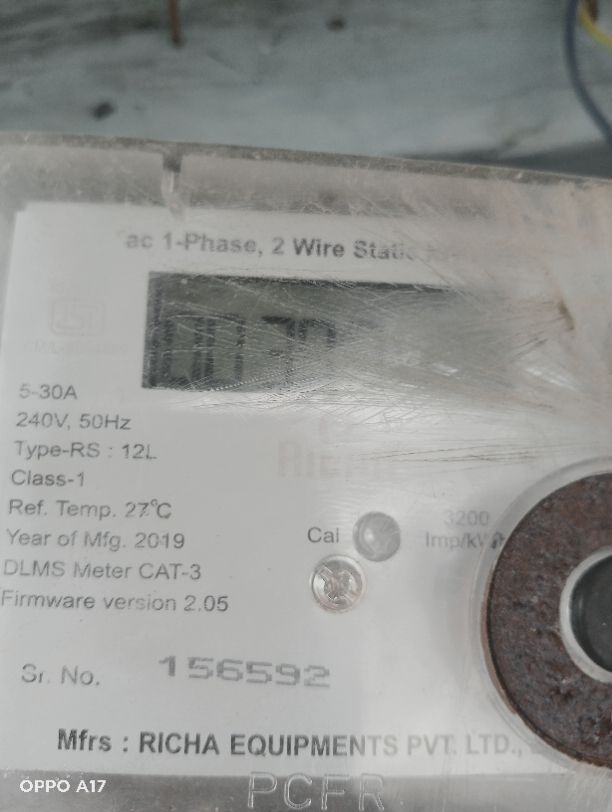 ac 1-Phase, 2 Wire Static
5-30A
240V, 50Hz
Type-RS : 12L
Class-1
Ref. Temp. 27°C
Year of Mfg. 2019
DLMS Meter CAT-3
Firmware version 2.05
Cal
3200
Imp/kW
Sr. No. 156592
Mfrs : RICHA EQUIPMENTS PVT. LTD.,
OPPO A17